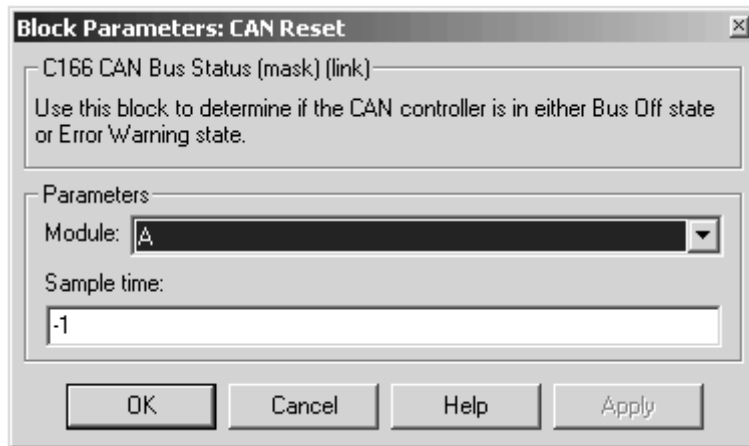 Block Parameters: CAN Reset
C166 CAN Bus Status (mask) (link)
Use this block to determine if the CAN controller is in either Bus Off state
or Error Warning state.
Parameters
Module: A
Sample time:
-1
OK Cancel Help Apply